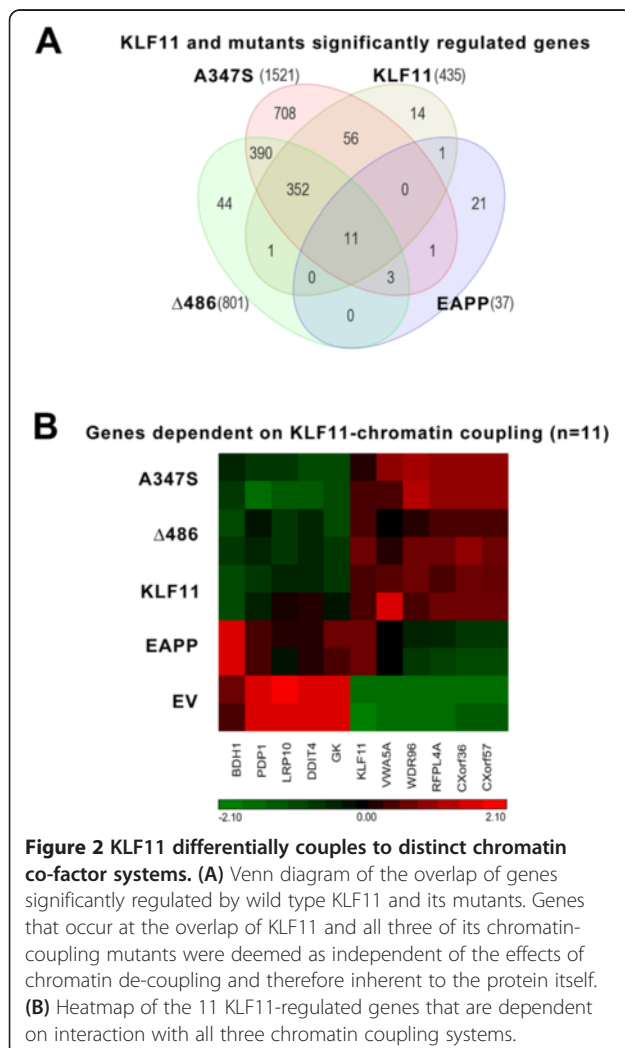 A
KLF11 and mutants significantly regulated genes
A347S (1521)
KLF11 (435)
708
14
390
56
1
44
352
0
21
1
11
1
0
3
Δ486(801)
EAPP(37)
0
B
Genes dependent on KLF11-chromatin coupling (n=11)
A347S
Δ486
KLF11
EAPP
EV
BDH1
PDP1
LRP10
DDIT4
GK
KLF11
VWA5A
WDR96
RFPL4A
CXorf36
CXorf57
-2.10
0.00
2.10
Figure 2 KLF11 differentially couples to distinct chromatin
co-factor systems. (A) Venn diagram of the overlap of genes
significantly regulated by wild type KLF11 and its mutants. Genes
that occur at the overlap of KLF11 and all three of its chromatin-
coupling mutants were deemed as independent of the effects of
chromatin de-coupling and therefore inherent to the protein itself.
(B) Heatmap of the 11 KLF11-regulated genes that are dependent
on interaction with all three chromatin coupling systems.